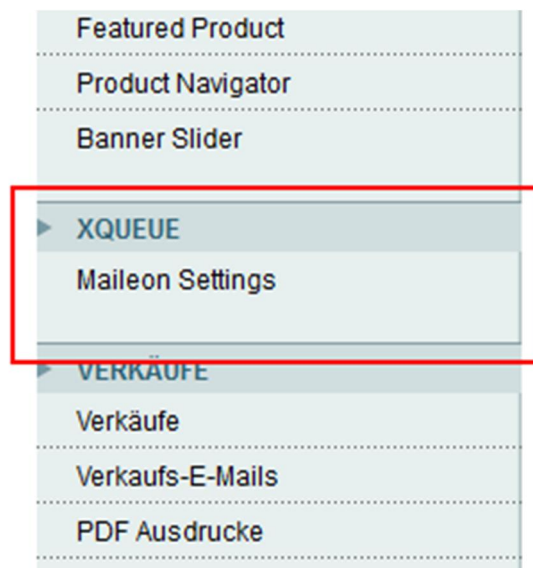 Featured Product
Product Navigator
Banner Slider
XQUEUE
Maileon Settings
VERKÄUFE
Verkäufe
Verkaufs-E-Mails
PDF Ausdrucke